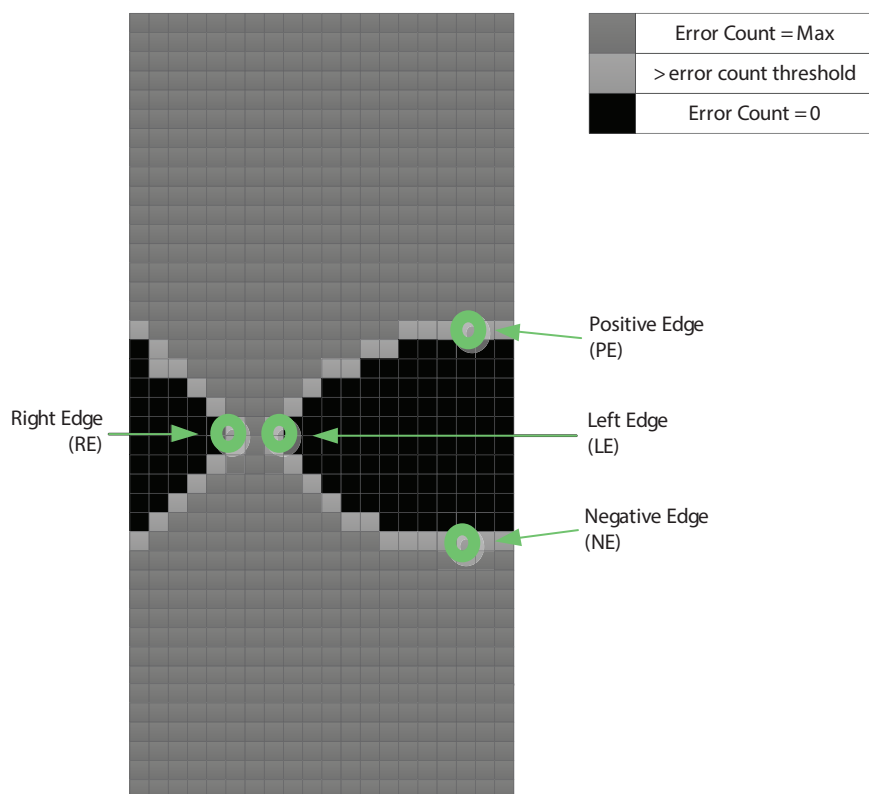 Error Count = Max
> error count threshold
Error Count = 0
Positive Edge
(PE)
Right Edge
(RE)
Left Edge
(LE)
Negative Edge
(NE)